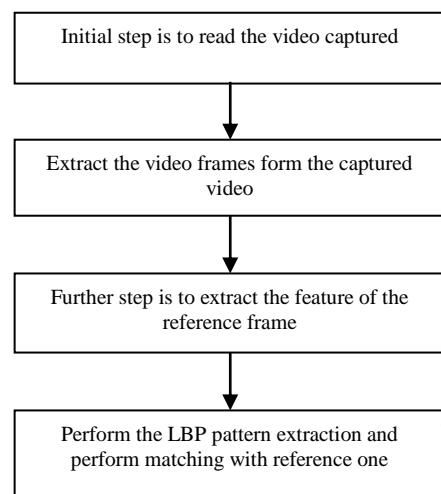 Initial step is to read the video captured
Extract the video frames form the captured
video
Further step is to extract the feature of the
reference frame
Perform the LBP pattern extraction and
perform matching with reference one